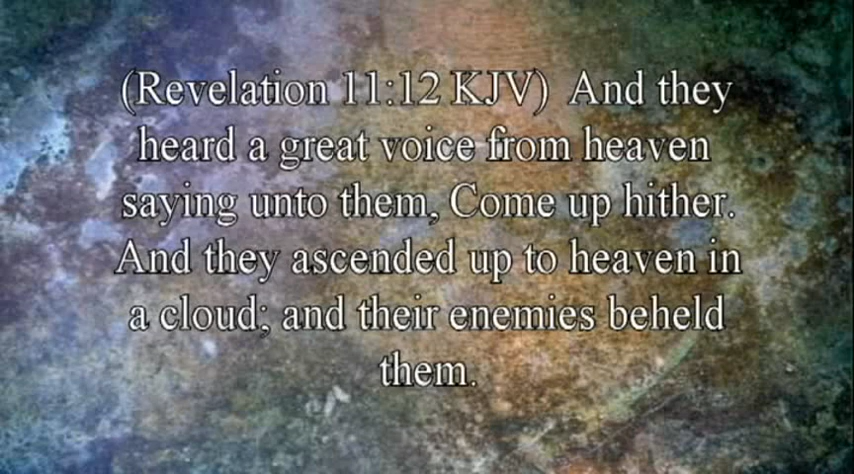 (Revelation 11:12 KJV)  And they
heard a great voice from heaven
saying unto them, Come up hither.
And they ascended up to heaven in
a cloud; and their enemies beheld
them.